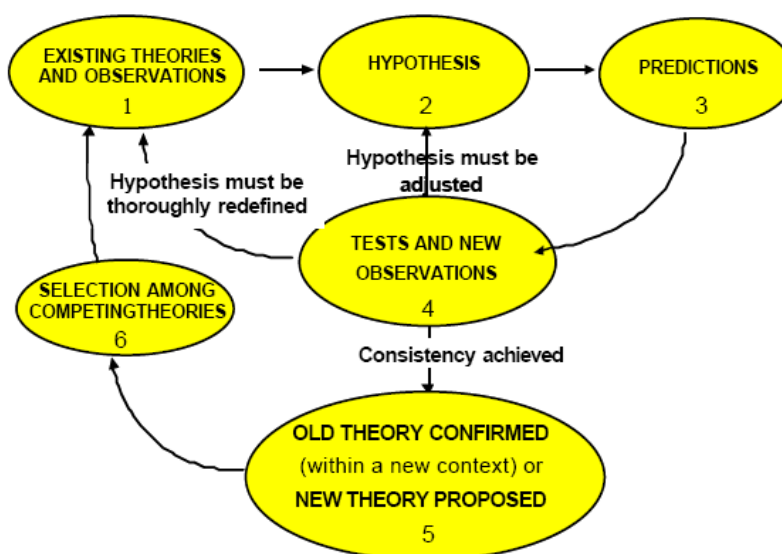 EXISTING THEORIES
AND OBSERVATIONS
1
HYPOTHESIS
2
PREDICTIONS
3
Hypothesis must be
thoroughly redefined
Hypothesis must be
adjusted
TESTS AND NEW
OBSERVATIONS
4
SELECTION AMONG
COMPETINGTHEORIES
6
Consistency achieved
OLD THEORY CONFIRMED
(within a new context) or
NEW THEORY PROPOSED
5